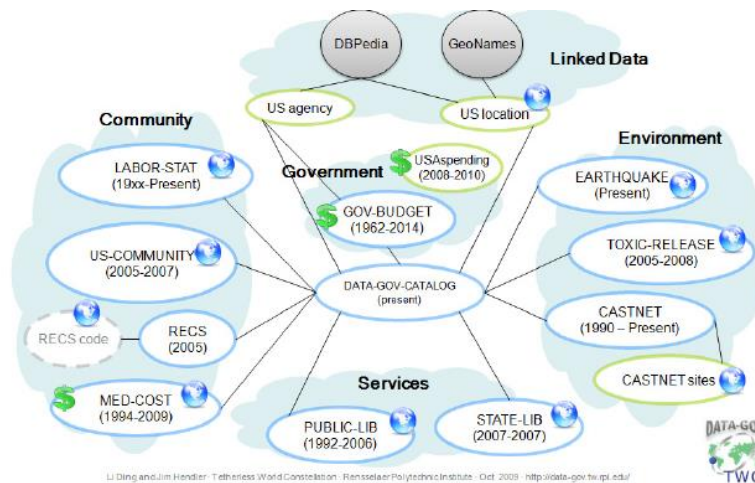 DBPedia
GeoNames
Linked Data
US agency
US location
Community
Environment
LABOR-STAT
(19xx-Present)
Government
USAspending
(2008-2010)
EARTHQUAKE
(Present)
GOV-BUDGET
(1962-2014)
US-COMMUNITY
(2005-2007)
TOXIC-RELEASE
(2005-2008)
DATA-GOV-CATALOG
(present)
RECS code
RECS
(2005)
CASTNET
(1990 – Present)
MED-COST
(1994-2009)
Services
CASTNET sites
PUBLIC-LIB
(1992-2006)
STATE-LIB
(2007-2007)
DATA-GO
TWC
Li Ding and Jim Hendler - Tetherless World Constellation - Rensselaer Polytechnic Institute - Oct 2009 - http://data-gov.tw.rpi.edu/